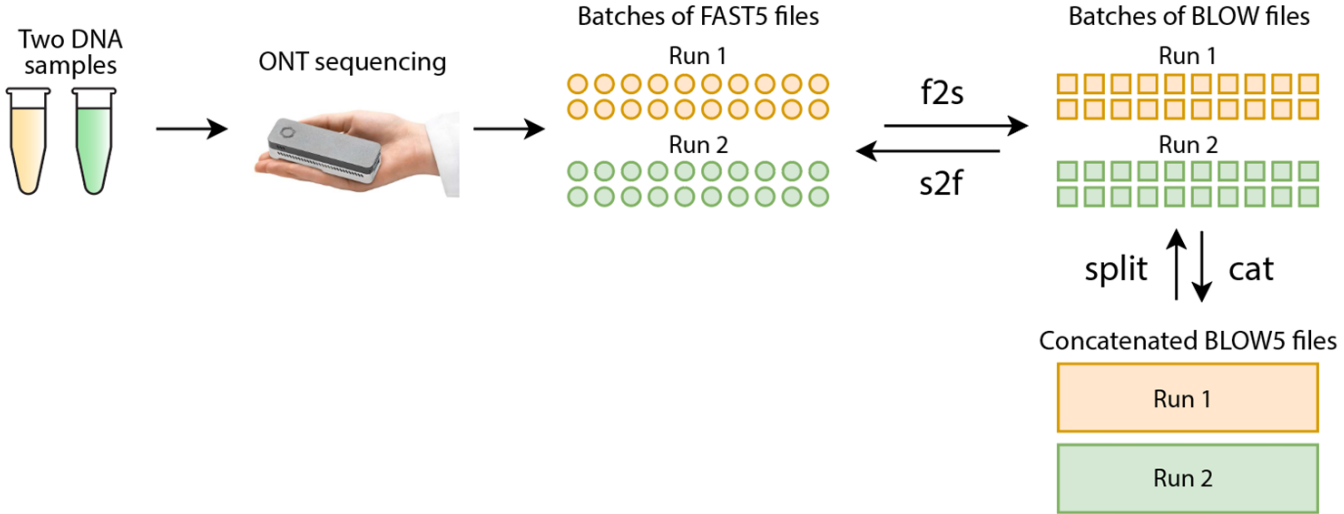 Two DNA
samples
ONT sequencing
Batches of FAST5 files
Run 1
Run 2
f2s
s2f
Batches of BLOW files
Run 1
Run 2
split
cat
Concatenated BLOW5 files
Run 1
Run 2